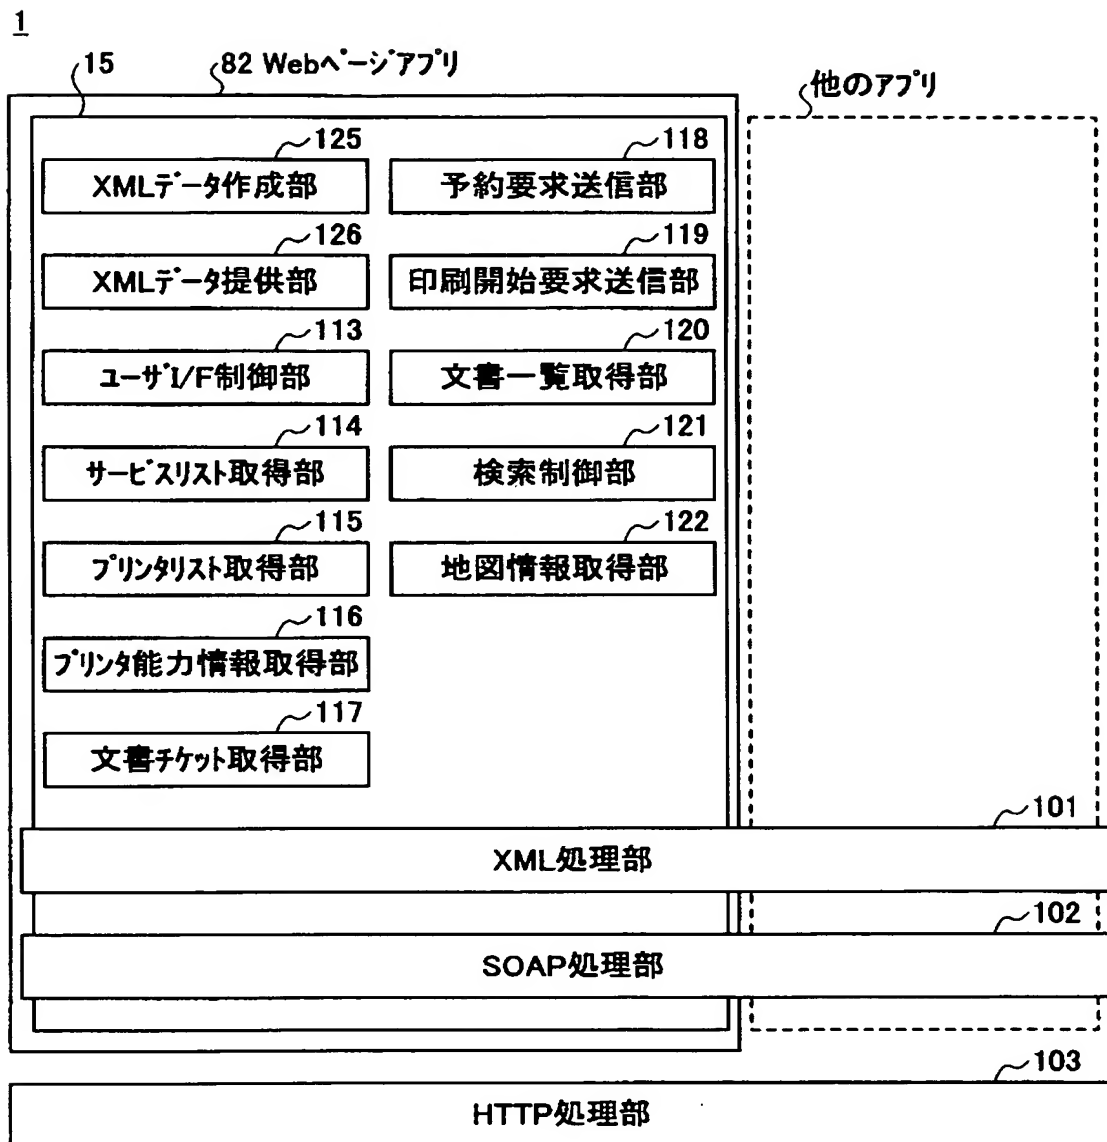 1
15
82 Webページアプリ
他のアプリ
125
XMLデータ作成部
118
予約要求送信部
126
XMLデータ提供部
119
印刷開始要求送信部
113
ユーザI/F制御部
120
文書一覧取得部
114
サービスリスト取得部
121
検索制御部
115
プリンタリスト取得部
122
地図情報取得部
116
プリンタ能力情報取得部
117
文書チケット取得部
101
XML処理部
102
SOAP処理部
103
HTTP処理部